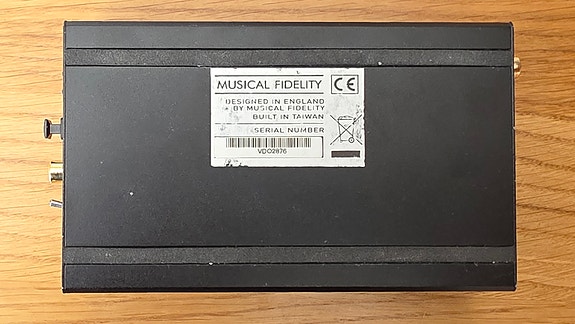 MUSICAL FIDELITY
CE
DESIGNED IN ENGLAND
BY MUSICAL FIDELITY
BUILT IN TAIWAN
SERIAL NUMBER
VDO2876